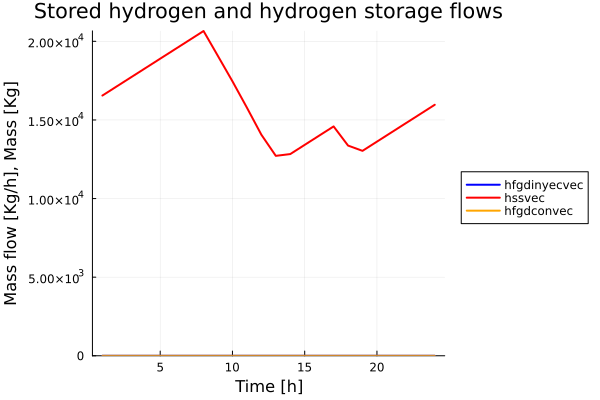 Stored hydrogen and hydrogen storage flows
Mass flow [Kg/h], Mass [Kg]
2.00×10⁴
1.50×10⁴
1.00×10⁴
5.00×10³
0
5 10 15 20
Time [h]
hfgdinyecvec
hssvec
hfgdconvec